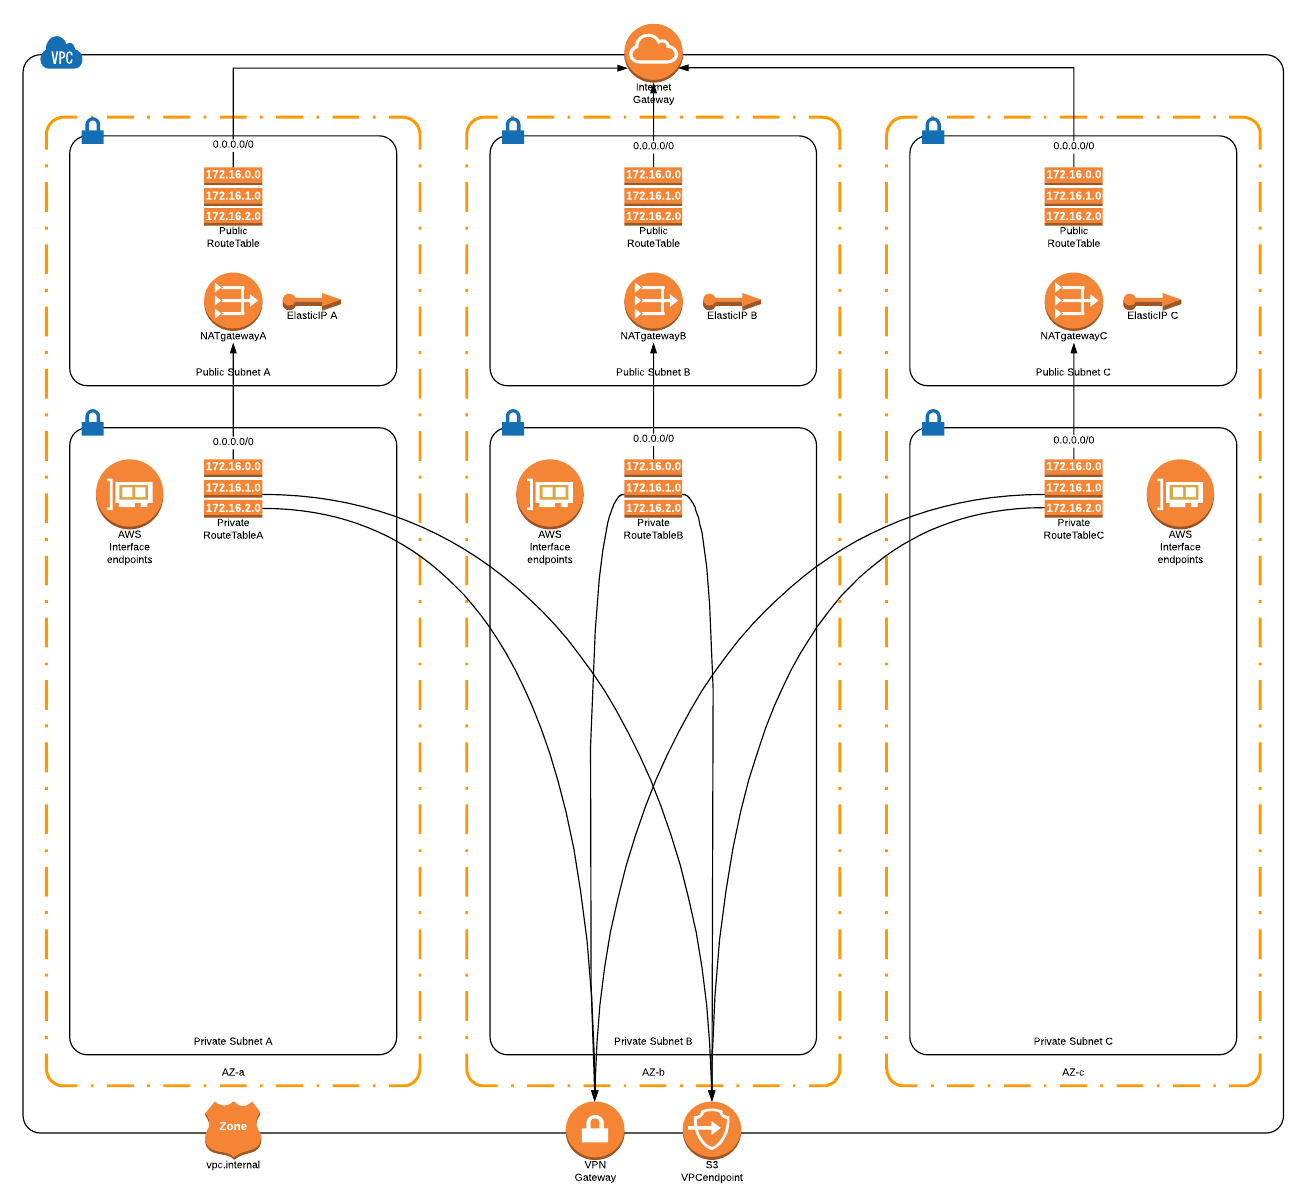 VPC
Internet
Gateway
0.0.0.0/0
172.16.0.0
172.16.1.0
172.16.2.0
Public
RouteTable
NATgatewayA
ElasticIP A
Public Subnet A
0.0.0.0/0
172.16.0.0
172.16.1.0
172.16.2.0
Public
RouteTable
NATgatewayB
ElasticIP B
Public Subnet B
0.0.0.0/0
172.16.0.0
172.16.1.0
172.16.2.0
Public
RouteTable
NATgatewayC
ElasticIP C
Public Subnet C
0.0.0.0/0
172.16.0.0
172.16.1.0
172.16.2.0
Private
RouteTableA
AWS
Interface
endpoints
Private Subnet A
AZ-a
0.0.0.0/0
172.16.0.0
172.16.1.0
172.16.2.0
Private
RouteTableB
AWS
Interface
endpoints
Private Subnet B
AZ-b
0.0.0.0/0
172.16.0.0
172.16.1.0
172.16.2.0
Private
RouteTableC
AWS
Interface
endpoints
Private Subnet C
AZ-c
Zone
vpc.internal
VPN
Gateway
S3
VPCendpoint